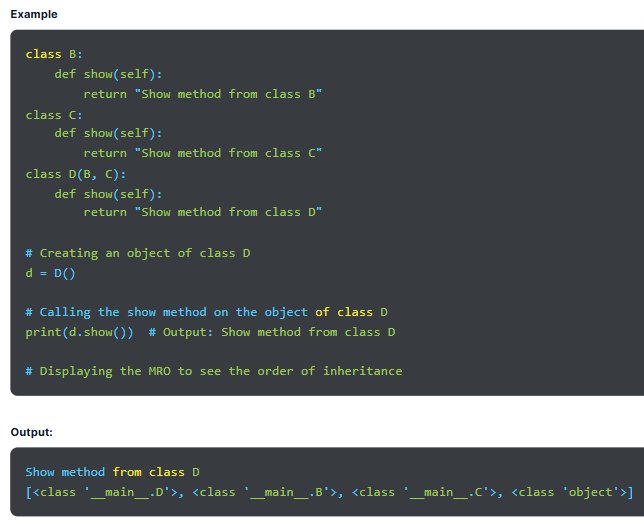 Example
class B:
    def show(self):
        return "Show method from class B"
class C:
    def show(self):
        return "Show method from class C"
class D(B, C):
    def show(self):
        return "Show method from class D"
# Creating an object of class D
d = D()
# Calling the show method on the object of class D
print(d.show())  # Output: Show method from class D
# Displaying the MRO to see the order of inheritance
Output:
Show method from class D
[<class '__main__.D'>, <class '__main__.B'>, <class '__main__.C'>, <class 'object'>]